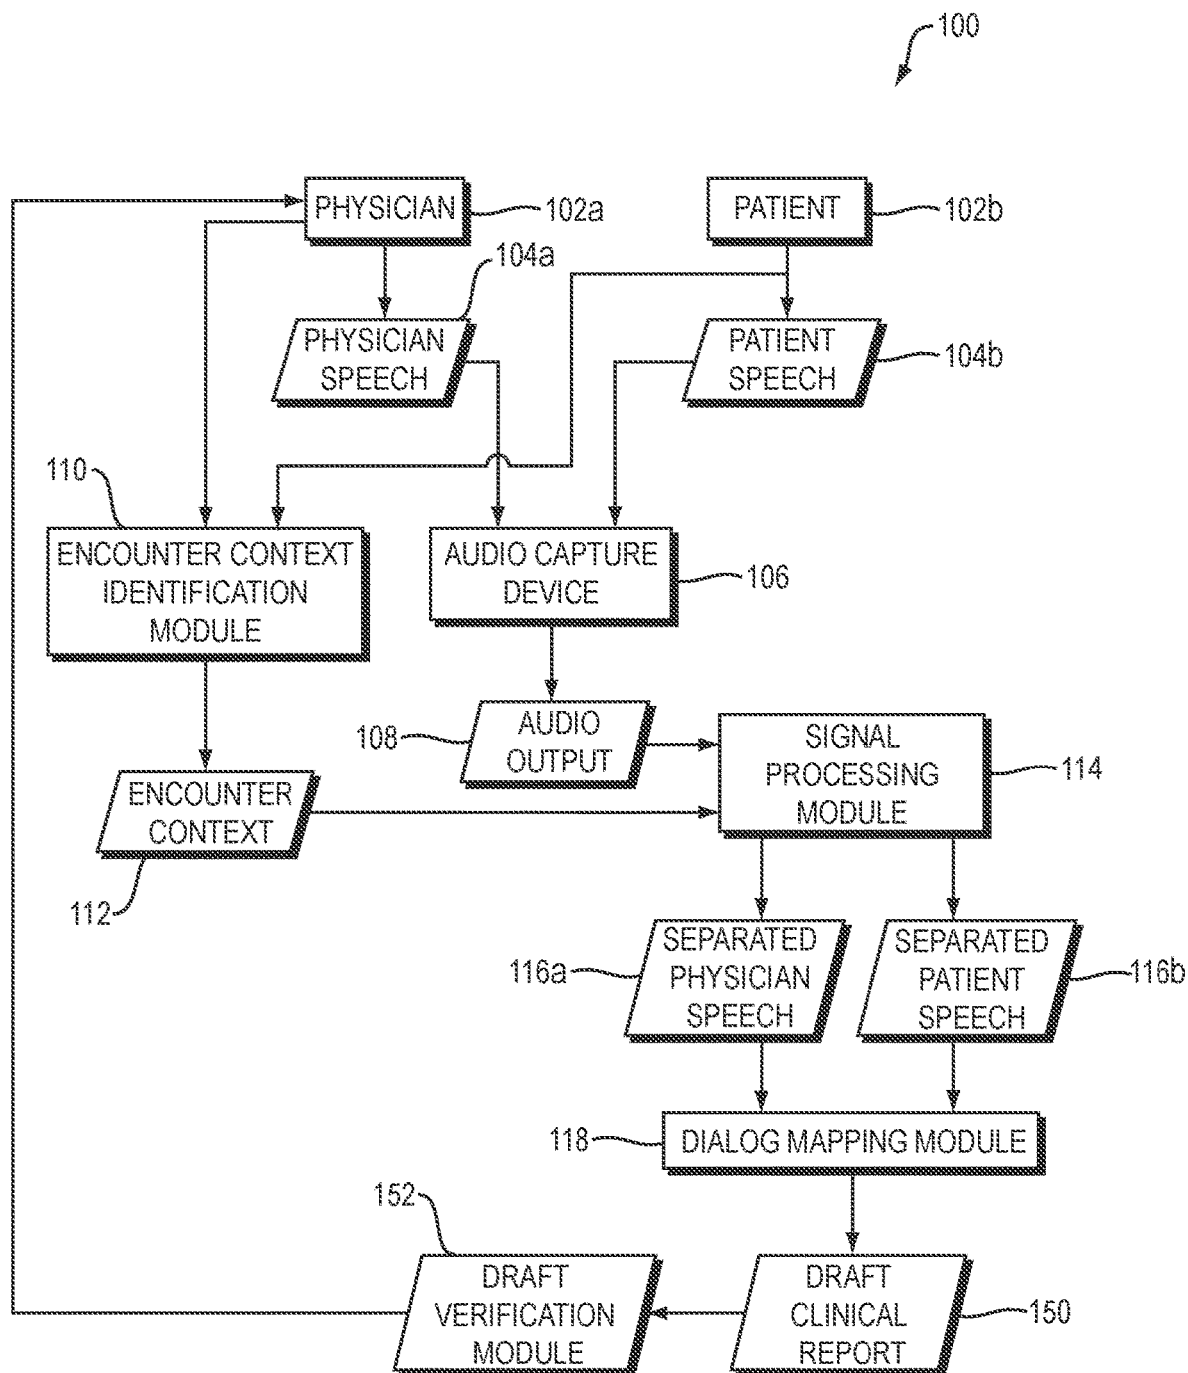 100
PHYSICIAN
102a
PATIENT
102b
104a
PHYSICIAN
SPEECH
PATIENT
SPEECH
104b
110
ENCOUNTER CONTEXT
IDENTIFICATION
MODULE
AUDIO CAPTURE
DEVICE
106
108
AUDIO
OUTPUT
SIGNAL
PROCESSING
MODULE
114
ENCOUNTER
CONTEXT
112
116a
SEPARATED
PHYSICIAN
SPEECH
SEPARATED
PATIENT
SPEECH
116b
118
DIALOG MAPPING MODULE
152
DRAFT
VERIFICATION
MODULE
DRAFT
CLINICAL
REPORT
150